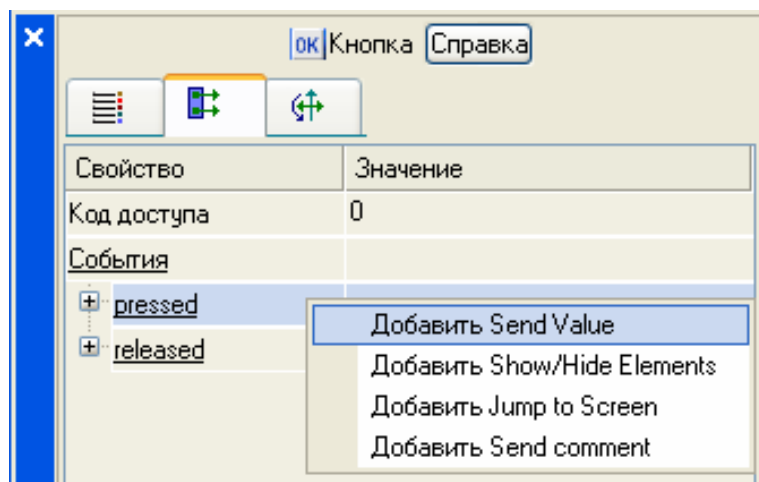 ок Кнопка Справка
Свойство Значение
Код доступа 0
События
pressed
Добавить Send Value
released
Добавить Show/Hide Elements
Добавить Jump to Screen
Добавить Send comment